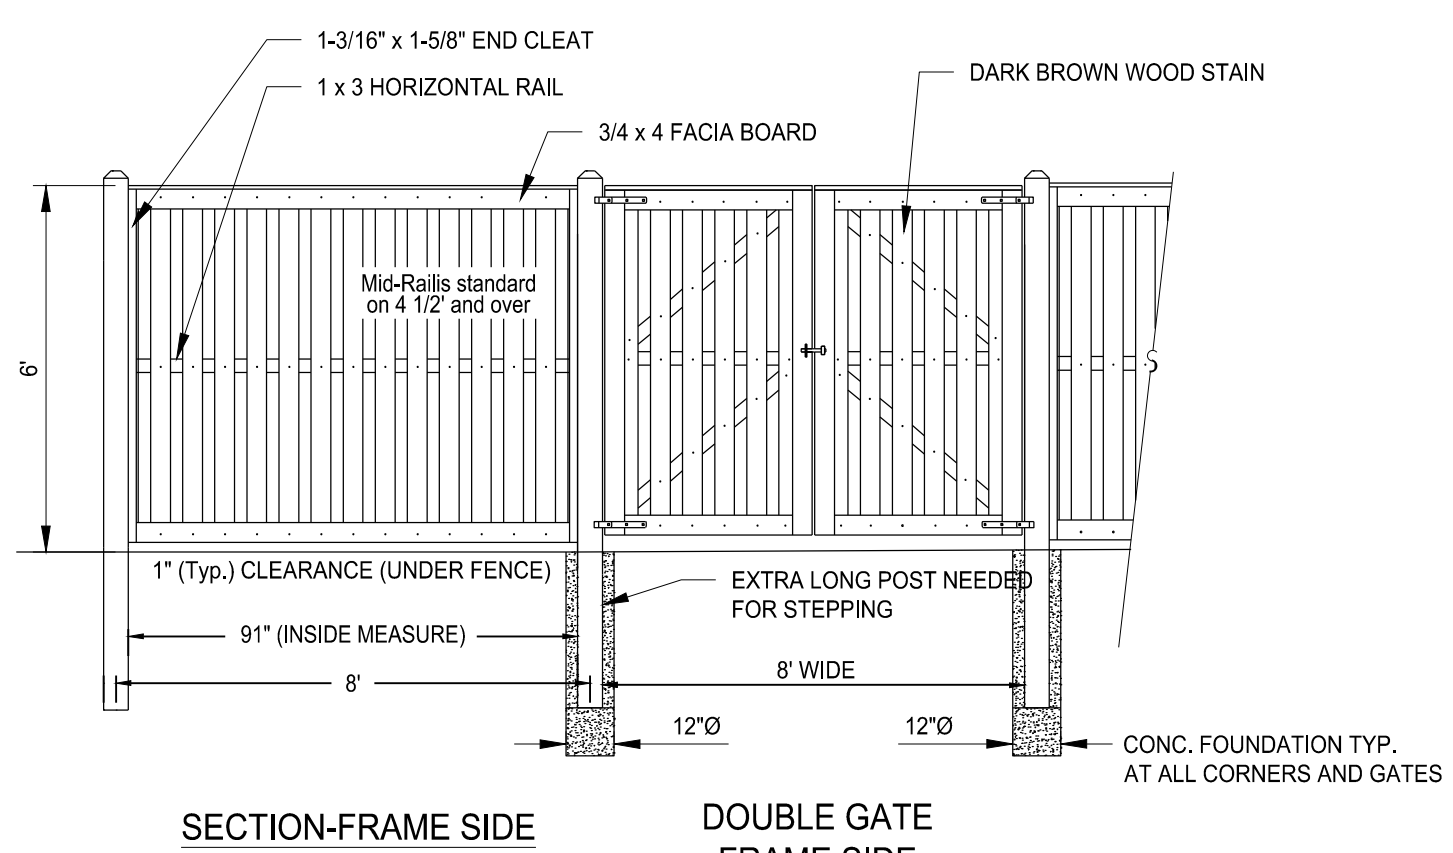 1-3/16" x 1-5/8" END CLEAT
1 x 3 HORIZONTAL RAIL
3/4 x 4 FACIA BOARD
DARK BROWN WOOD STAIN
Mid-Railis standard
on 4 1/2' and over
6'
S
1" (Typ.) CLEARANCE (UNDER FENCE)
EXTRA LONG POST NEEDED
FOR STEPPING
91" (INSIDE MEASURE)
8'
8' WIDE
12"Ø
12"Ø
CONC. FOUNDATION TYP.
AT ALL CORNERS AND GATES
SECTION-FRAME SIDE
DOUBLE GATE
FRAME SIDE